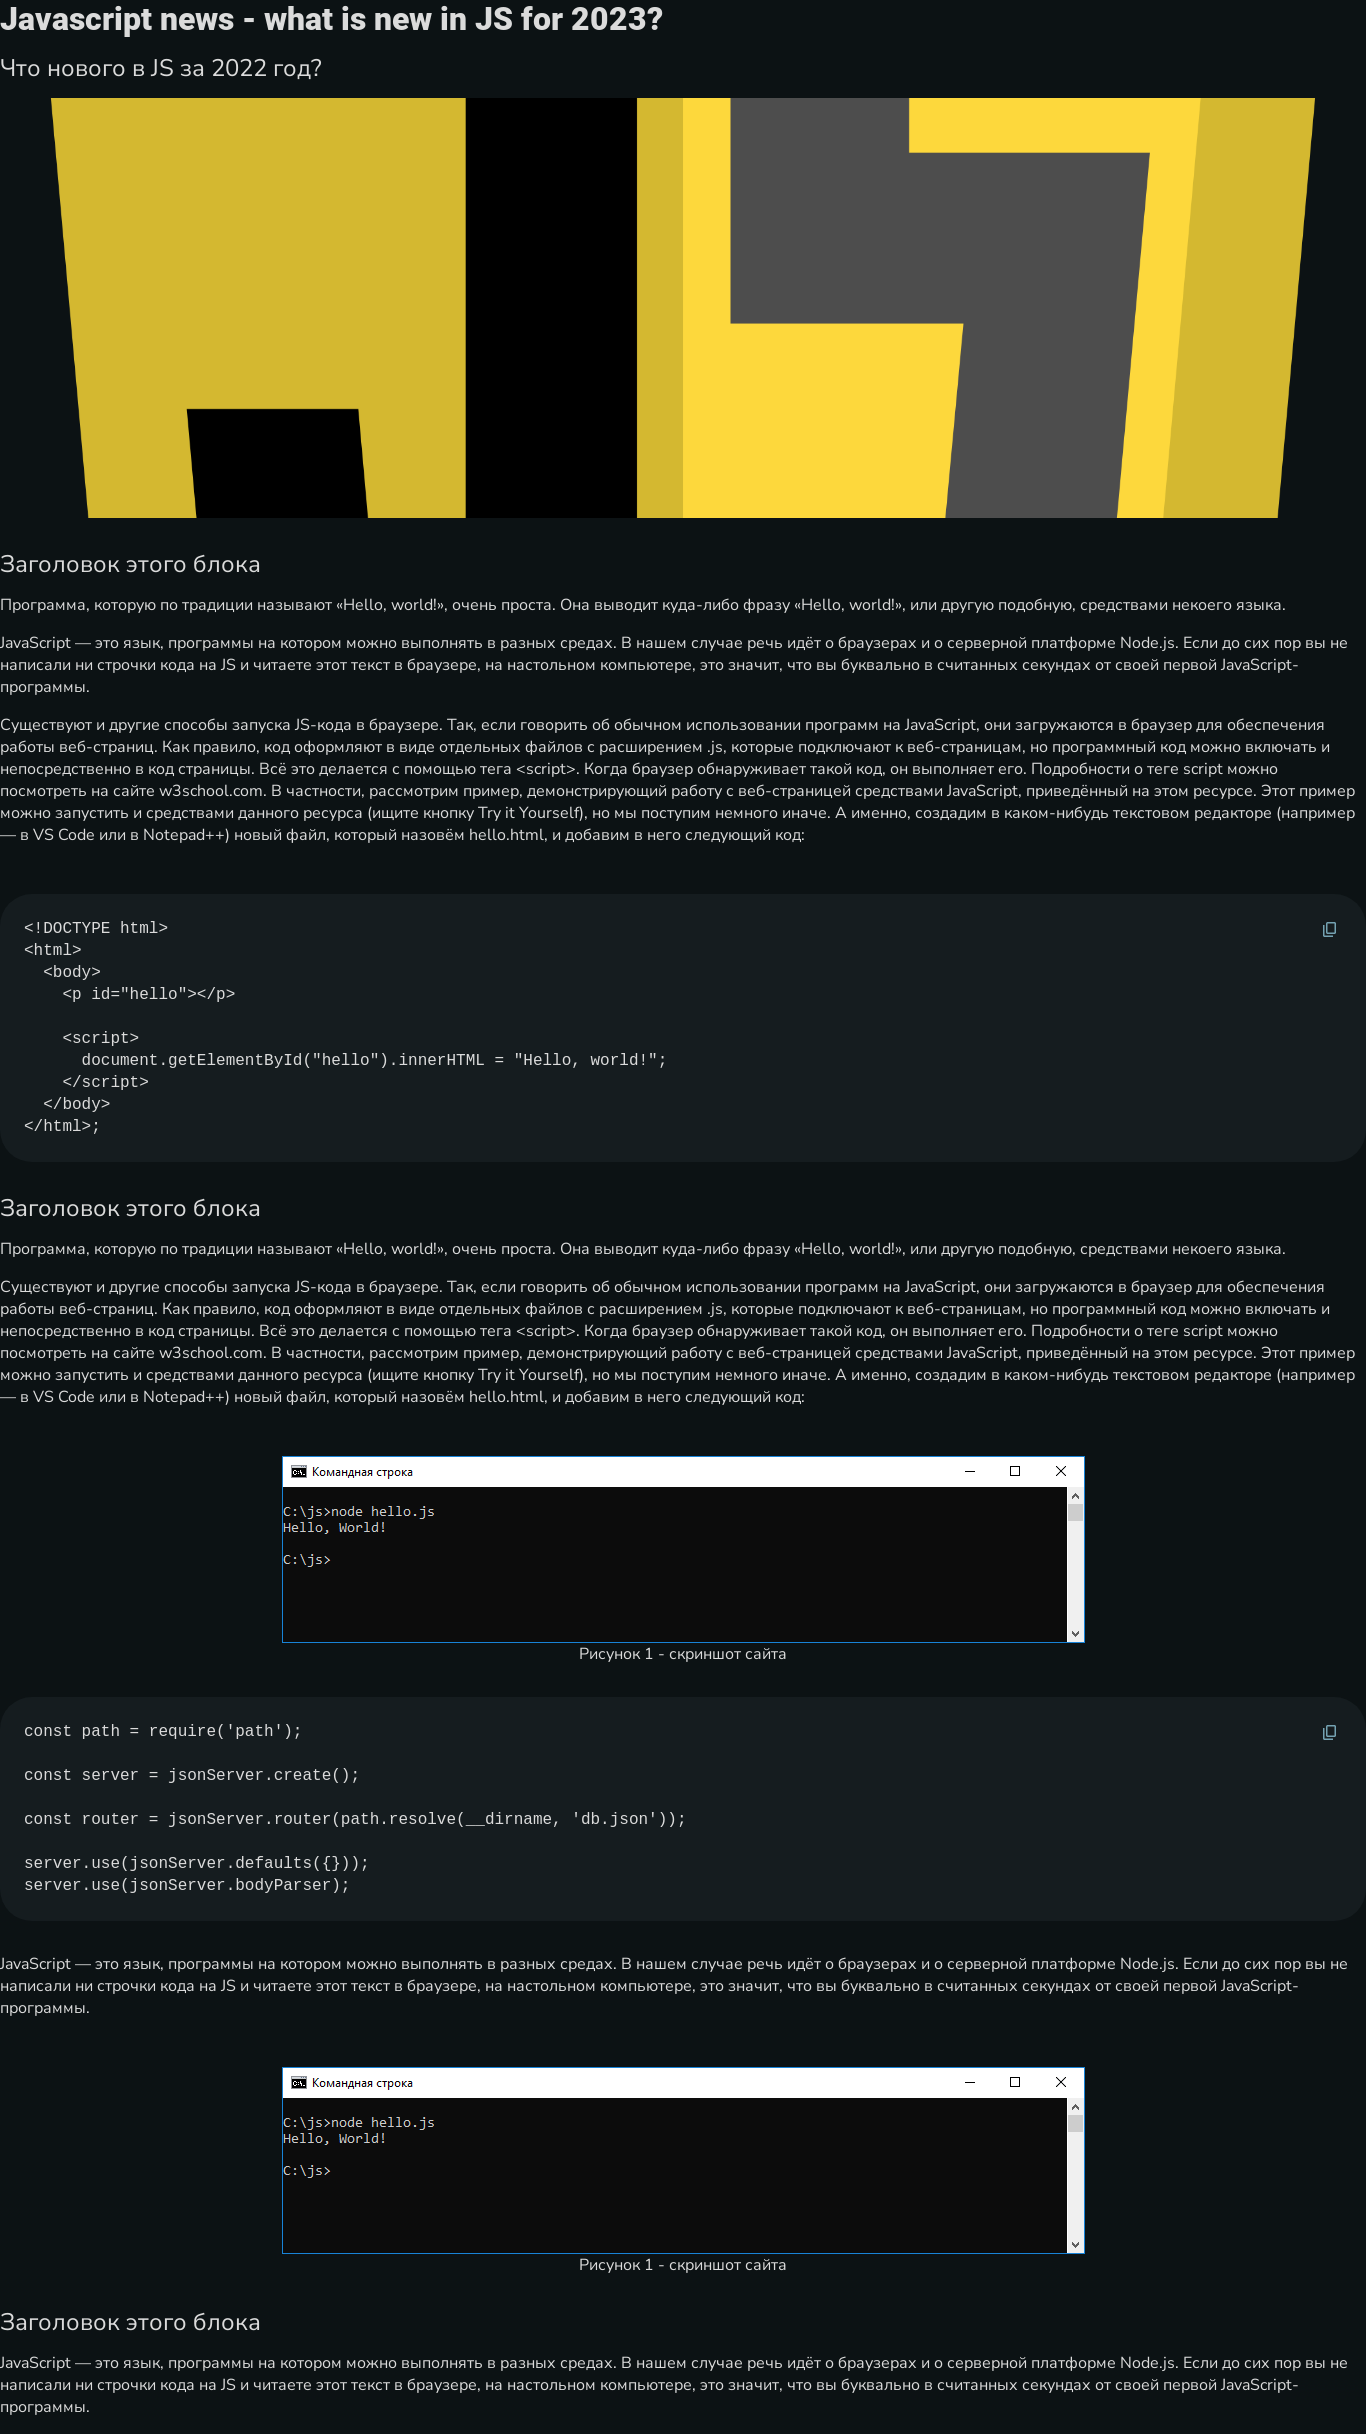 Javascript news - what is new in JS for 2023?
Что нового в JS за 2022 год?
Заголовок этого блока
Программа, которую по традиции называют «Hello, world!», очень проста. Она выводит куда-либо фразу «Hello, world!», или другую подобную, средствами некоего языка.
JavaScript — это язык, программы на котором можно выполнять в разных средах. В нашем случае речь идёт о браузерах и о серверной платформе Node.js. Если до сих пор вы не
написали ни строчки кода на JS и читаете этот текст в браузере, на настольном компьютере, это значит, что вы буквально в считанных секундах от своей первой JavaScript-
программы.
Существуют и другие способы запуска JS-кода в браузере. Так, если говорить об обычном использовании программ на JavaScript, они загружаются в браузер для обеспечения
работы веб-страниц. Как правило, код оформляют в виде отдельных файлов с расширением .js, которые подключают к веб-страницам, но программный код можно включать и
непосредственно в код страницы. Всё это делается с помощью тега <script>. Когда браузер обнаруживает такой код, он выполняет его. Подробности о теге script можно
посмотреть на сайте w3school.com. В частности, рассмотрим пример, демонстрирующий работу с веб-страницей средствами JavaScript, приведённый на этом ресурсе. Этот пример
можно запустить и средствами данного ресурса (ищите кнопку Try it Yourself), но мы поступим немного иначе. А именно, создадим в каком-нибудь текстовом редакторе (например
— в VS Code или в Notepad++) новый файл, который назовём hello.html, и добавим в него следующий код:
<!DOCTYPE html>
<html>
<body>
<p id="hello"></p>
<script>
document.getElementById("hello").innerHTML = "Hello, world!";
</script>
</body>
</html>;
Заголовок этого блока
Программа, которую по традиции называют «Hello, world!», очень проста. Она выводит куда-либо фразу «Hello, world!», или другую подобную, средствами некоего языка.
Существуют и другие способы запуска JS-кода в браузере. Так, если говорить об обычном использовании программ на JavaScript, они загружаются в браузер для обеспечения
работы веб-страниц. Как правило, код оформляют в виде отдельных файлов с расширением .js, которые подключают к веб-страницам, но программный код можно включать и
непосредственно в код страницы. Всё это делается с помощью тега <script>. Когда браузер обнаруживает такой код, он выполняет его. Подробности о теге script можно
посмотреть на сайте w3school.com. В частности, рассмотрим пример, демонстрирующий работу с веб-страницей средствами JavaScript, приведённый на этом ресурсе. Этот пример
можно запустить и средствами данного ресурса (ищите кнопку Try it Yourself), но мы поступим немного иначе. А именно, создадим в каком-нибудь текстовом редакторе (например
— в VS Code или в Notepad++) новый файл, который назовём hello.html, и добавим в него следующий код:
Командная строка
C:\js>node hello.js
Hello, World!
C:\js>
Рисунок 1 - скриншот сайта
const path = require('path');
const server = jsonServer.create();
const router = jsonServer.router(path.resolve(__dirname, 'db.json'));
server.use(jsonServer.defaults({}));
server.use(jsonServer.bodyParser);
JavaScript — это язык, программы на котором можно выполнять в разных средах. В нашем случае речь идёт о браузерах и о серверной платформе Node.js. Если до сих пор вы не
написали ни строчки кода на JS и читаете этот текст в браузере, на настольном компьютере, это значит, что вы буквально в считанных секундах от своей первой JavaScript-
программы.
Командная строка
C:\js>node hello.js
Hello, World!
C:\js>
Рисунок 1 - скриншот сайта
Заголовок этого блока
JavaScript — это язык, программы на котором можно выполнять в разных средах. В нашем случае речь идёт о браузерах и о серверной платформе Node.js. Если до сих пор вы не
написали ни строчки кода на JS и читаете этот текст в браузере, на настольном компьютере, это значит, что вы буквально в считанных секундах от своей первой JavaScript-
программы.